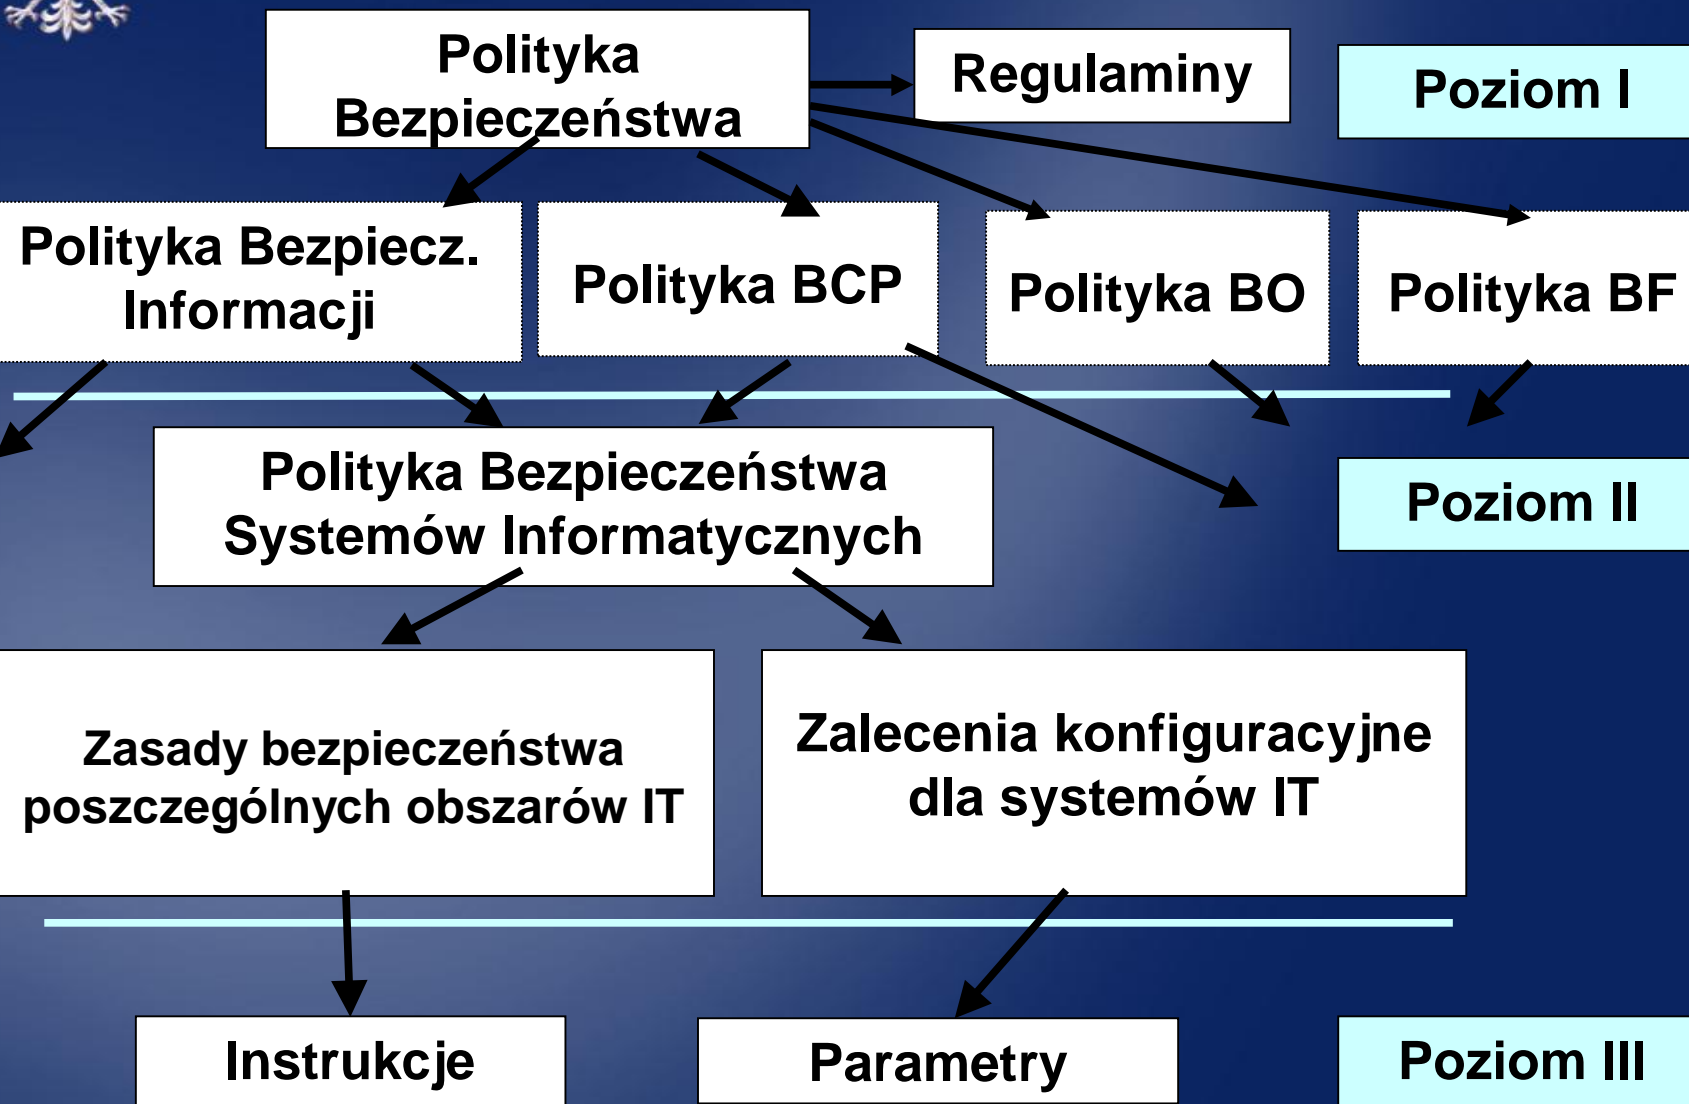 Polityka
Bezpieczeństwa
Regulaminy
Poziom I
Polityka Bezpiecz.
Informacji
Polityka BCP
Polityka BO
Polityka BF
Polityka Bezpieczeństwa
Systemów Informatycznych
Poziom II
Zasady bezpieczeństwa
poszczególnych obszarów IT
Zalecenia konfiguracyjne
dla systemów IT
Instrukcje
Parametry
Poziom III